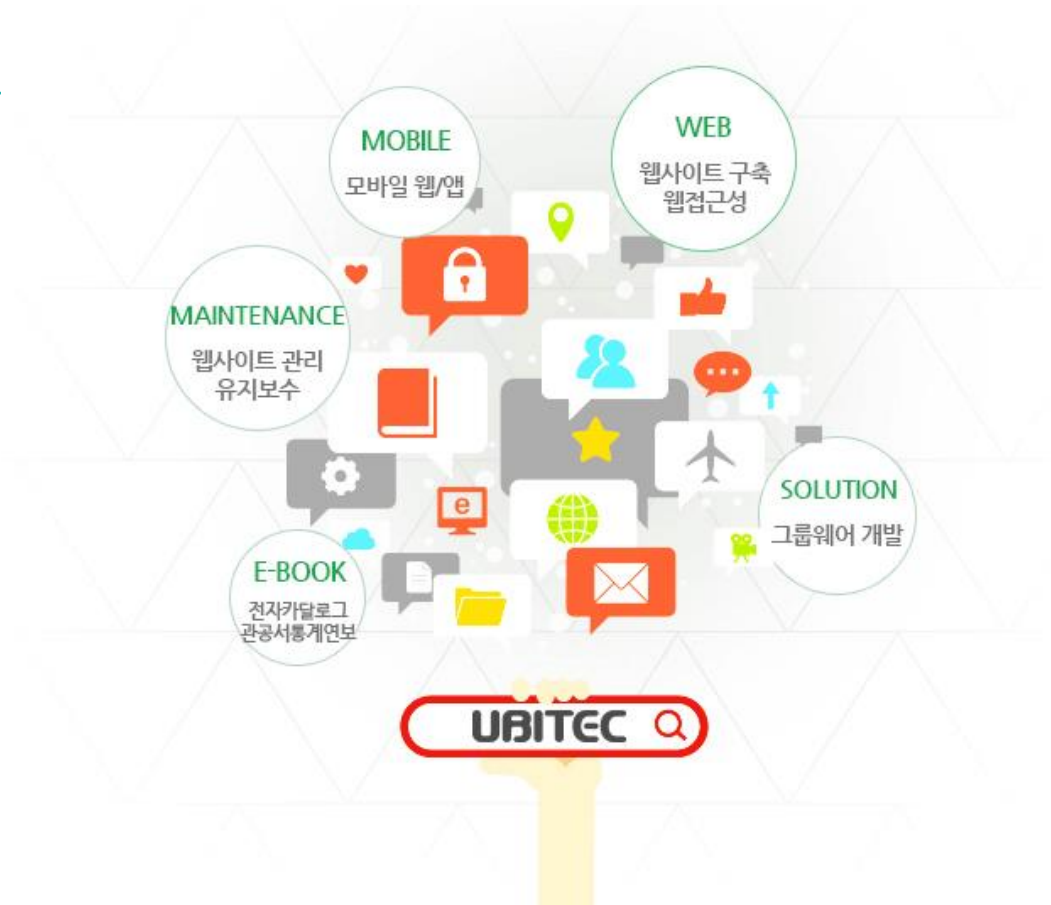 MOBILE
모바일 웹/앱
WEB
웹사이트 구축
웹접근성
MAINTENANCE
웹사이트 관리
유지보수
e
SOLUTION
그룹웨어 개발
E-BOOK
전자카달로그
관공서통계연보
UBITEC